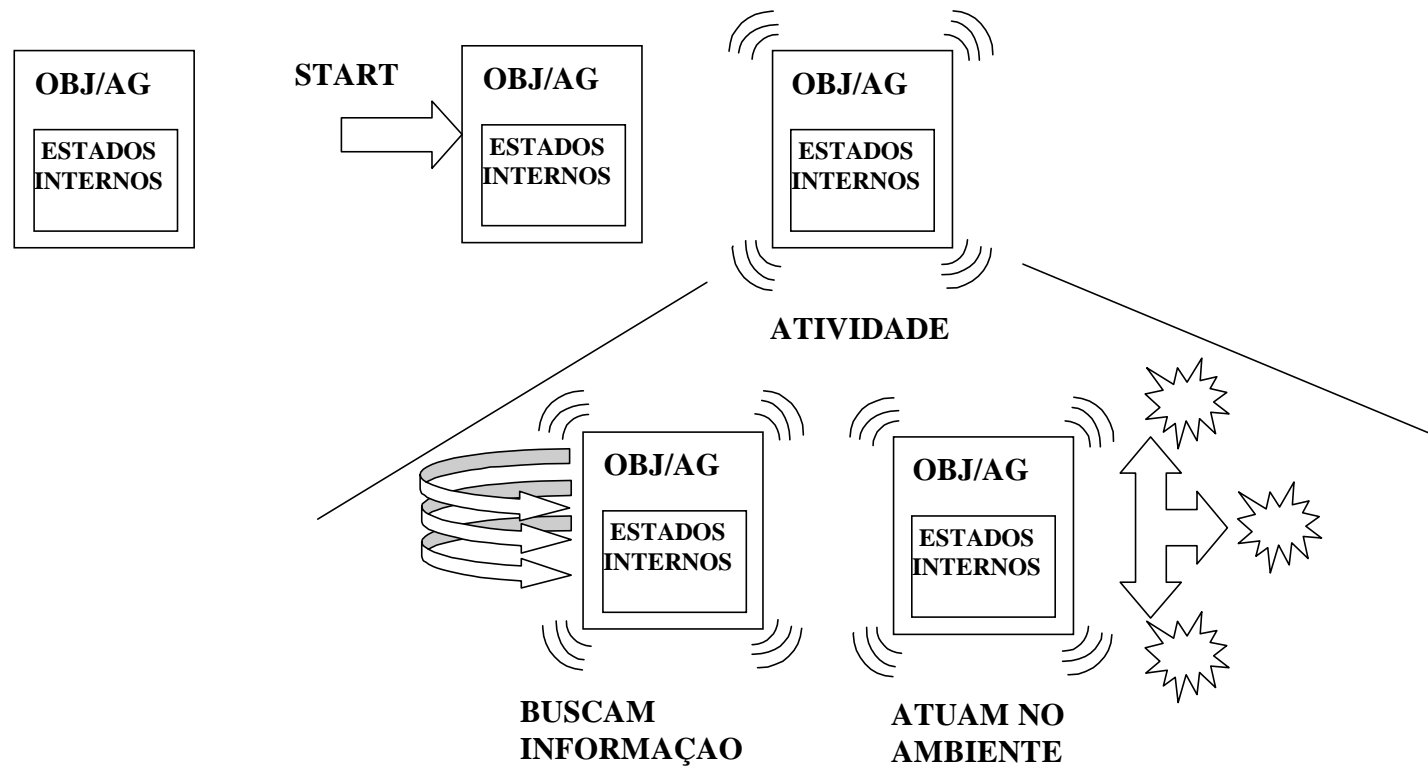 OBJ/AG
ESTADOS
INTERNOS
START
OBJ/AG
ESTADOS
INTERNOS
OBJ/AG
ESTADOS
INTERNOS
ATIVIDADE
OBJ/AG
ESTADOS
INTERNOS
BUSCAM
INFORMAÇAO
OBJ/AG
ESTADOS
INTERNOS
ATUAM NO
AMBIENTE